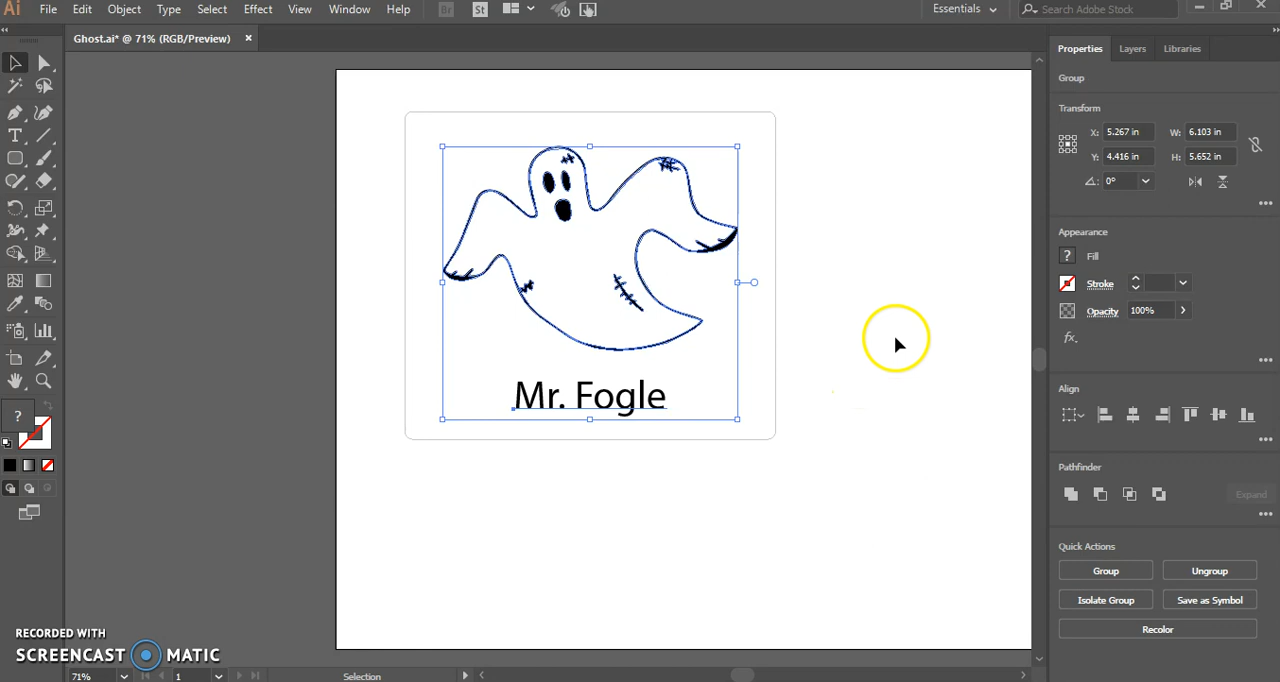 Ai File Edit Object Type Select Effect View Window Help Br St Essentials Search Adobe Stock
Ghost.ai* @ 71% (RGB/Preview) ×
Properties Layers Libraries
Group
Transform
X: 5.267 in W: 6.103 in
Y: 4.416 in H: 5.652 in
0°
Appearance
? Fill
Stroke
Opacity 100%
fx.
Align
Pathfinder
Expand
Quick Actions
Group Ungroup
Isolate Group Save as Symbol
Recolor
Mr. Fogle
?
RECORDED WITH
SCREENCAST MATIC
71% 1 Selection